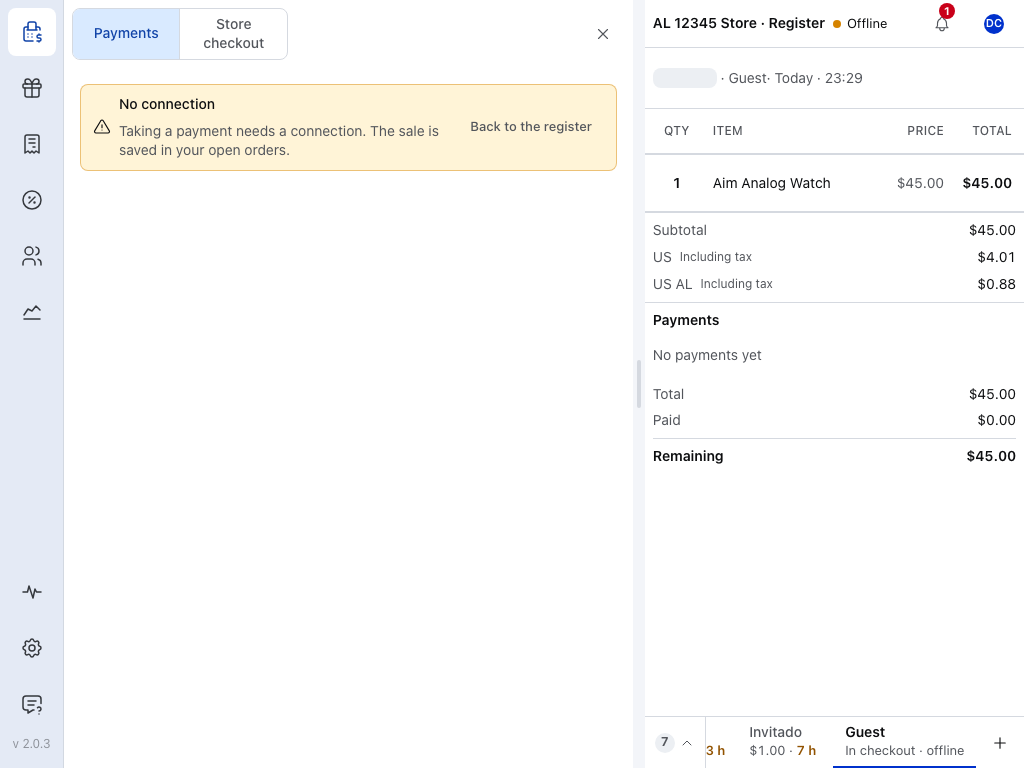 Payments
Store checkout
No connection
Taking a payment needs a connection. The sale is
saved in your open orders.
Back to the register
v 2.0.3
AL 12345 Store · Register
Offline
1
DC
· Guest · Today · 23:29
QTY ITEM PRICE TOTAL
1 Aim Analog Watch $45.00 $45.00
Subtotal $45.00
US Including tax $4.01
US AL Including tax $0.88
Payments
No payments yet
Total $45.00
Paid $0.00
Remaining $45.00
7
3 h
Invitado
$1.00 · 7 h
Guest
In checkout · offline